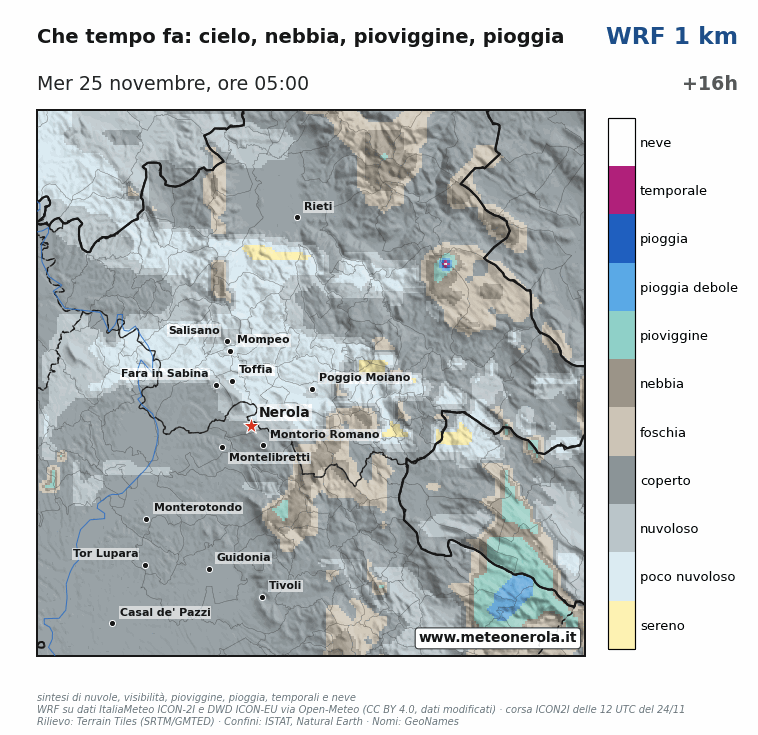 Che tempo fa: cielo, nebbia, pioviggine, pioggia
WRF 1 km
Mer 25 novembre, ore 05:00
+16h
Rieti
Salisano
Mompeo
Fara in Sabina
Toffia
Poggio Moiano
Nerola
Montorio Romano
Montelibretti
Monterotondo
Tor Lupara
Guidonia
Tivoli
Casal de' Pazzi
www.meteonerola.it
neve
temporale
pioggia
pioggia debole
pioviggine
nebbia
foschia
coperto
nuvoloso
poco nuvoloso
sereno
sintesi di nuvole, visibilità, pioviggine, pioggia, temporali e neve
WRF su dati ItaliaMeteo ICON-2I e DWD ICON-EU via Open-Meteo (CC BY 4.0, dati modificati) · corsa ICON2I delle 12 UTC del 24/11
Rilievo: Terrain Tiles (SRTM/GMTED) · Confini: ISTAT, Natural Earth · Nomi: GeoNames